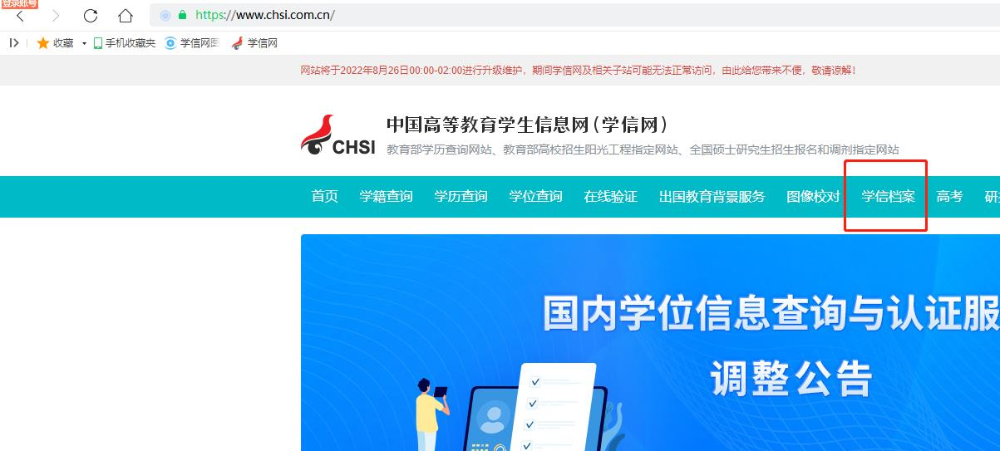 登录账号
https://www.chsi.com.cn/
收藏 手机收藏夹 学信网图 学信网
网站将于2022年8月26日00:00-02:00进行升级维护，期间学信网及相关子站可能无法正常访问，由此给您带来不便，敬请谅解！
中国高等教育学生信息网(学信网)
CHSI 教育部学历查询网站、教育部高校招生阳光工程指定网站、全国硕士研究生招生报名和调剂指定网站
首页 学籍查询 学历查询 学位查询 在线验证 出国教育背景服务 图像校对 学信档案 高考 研
国内学位信息查询与认证服
调整公告